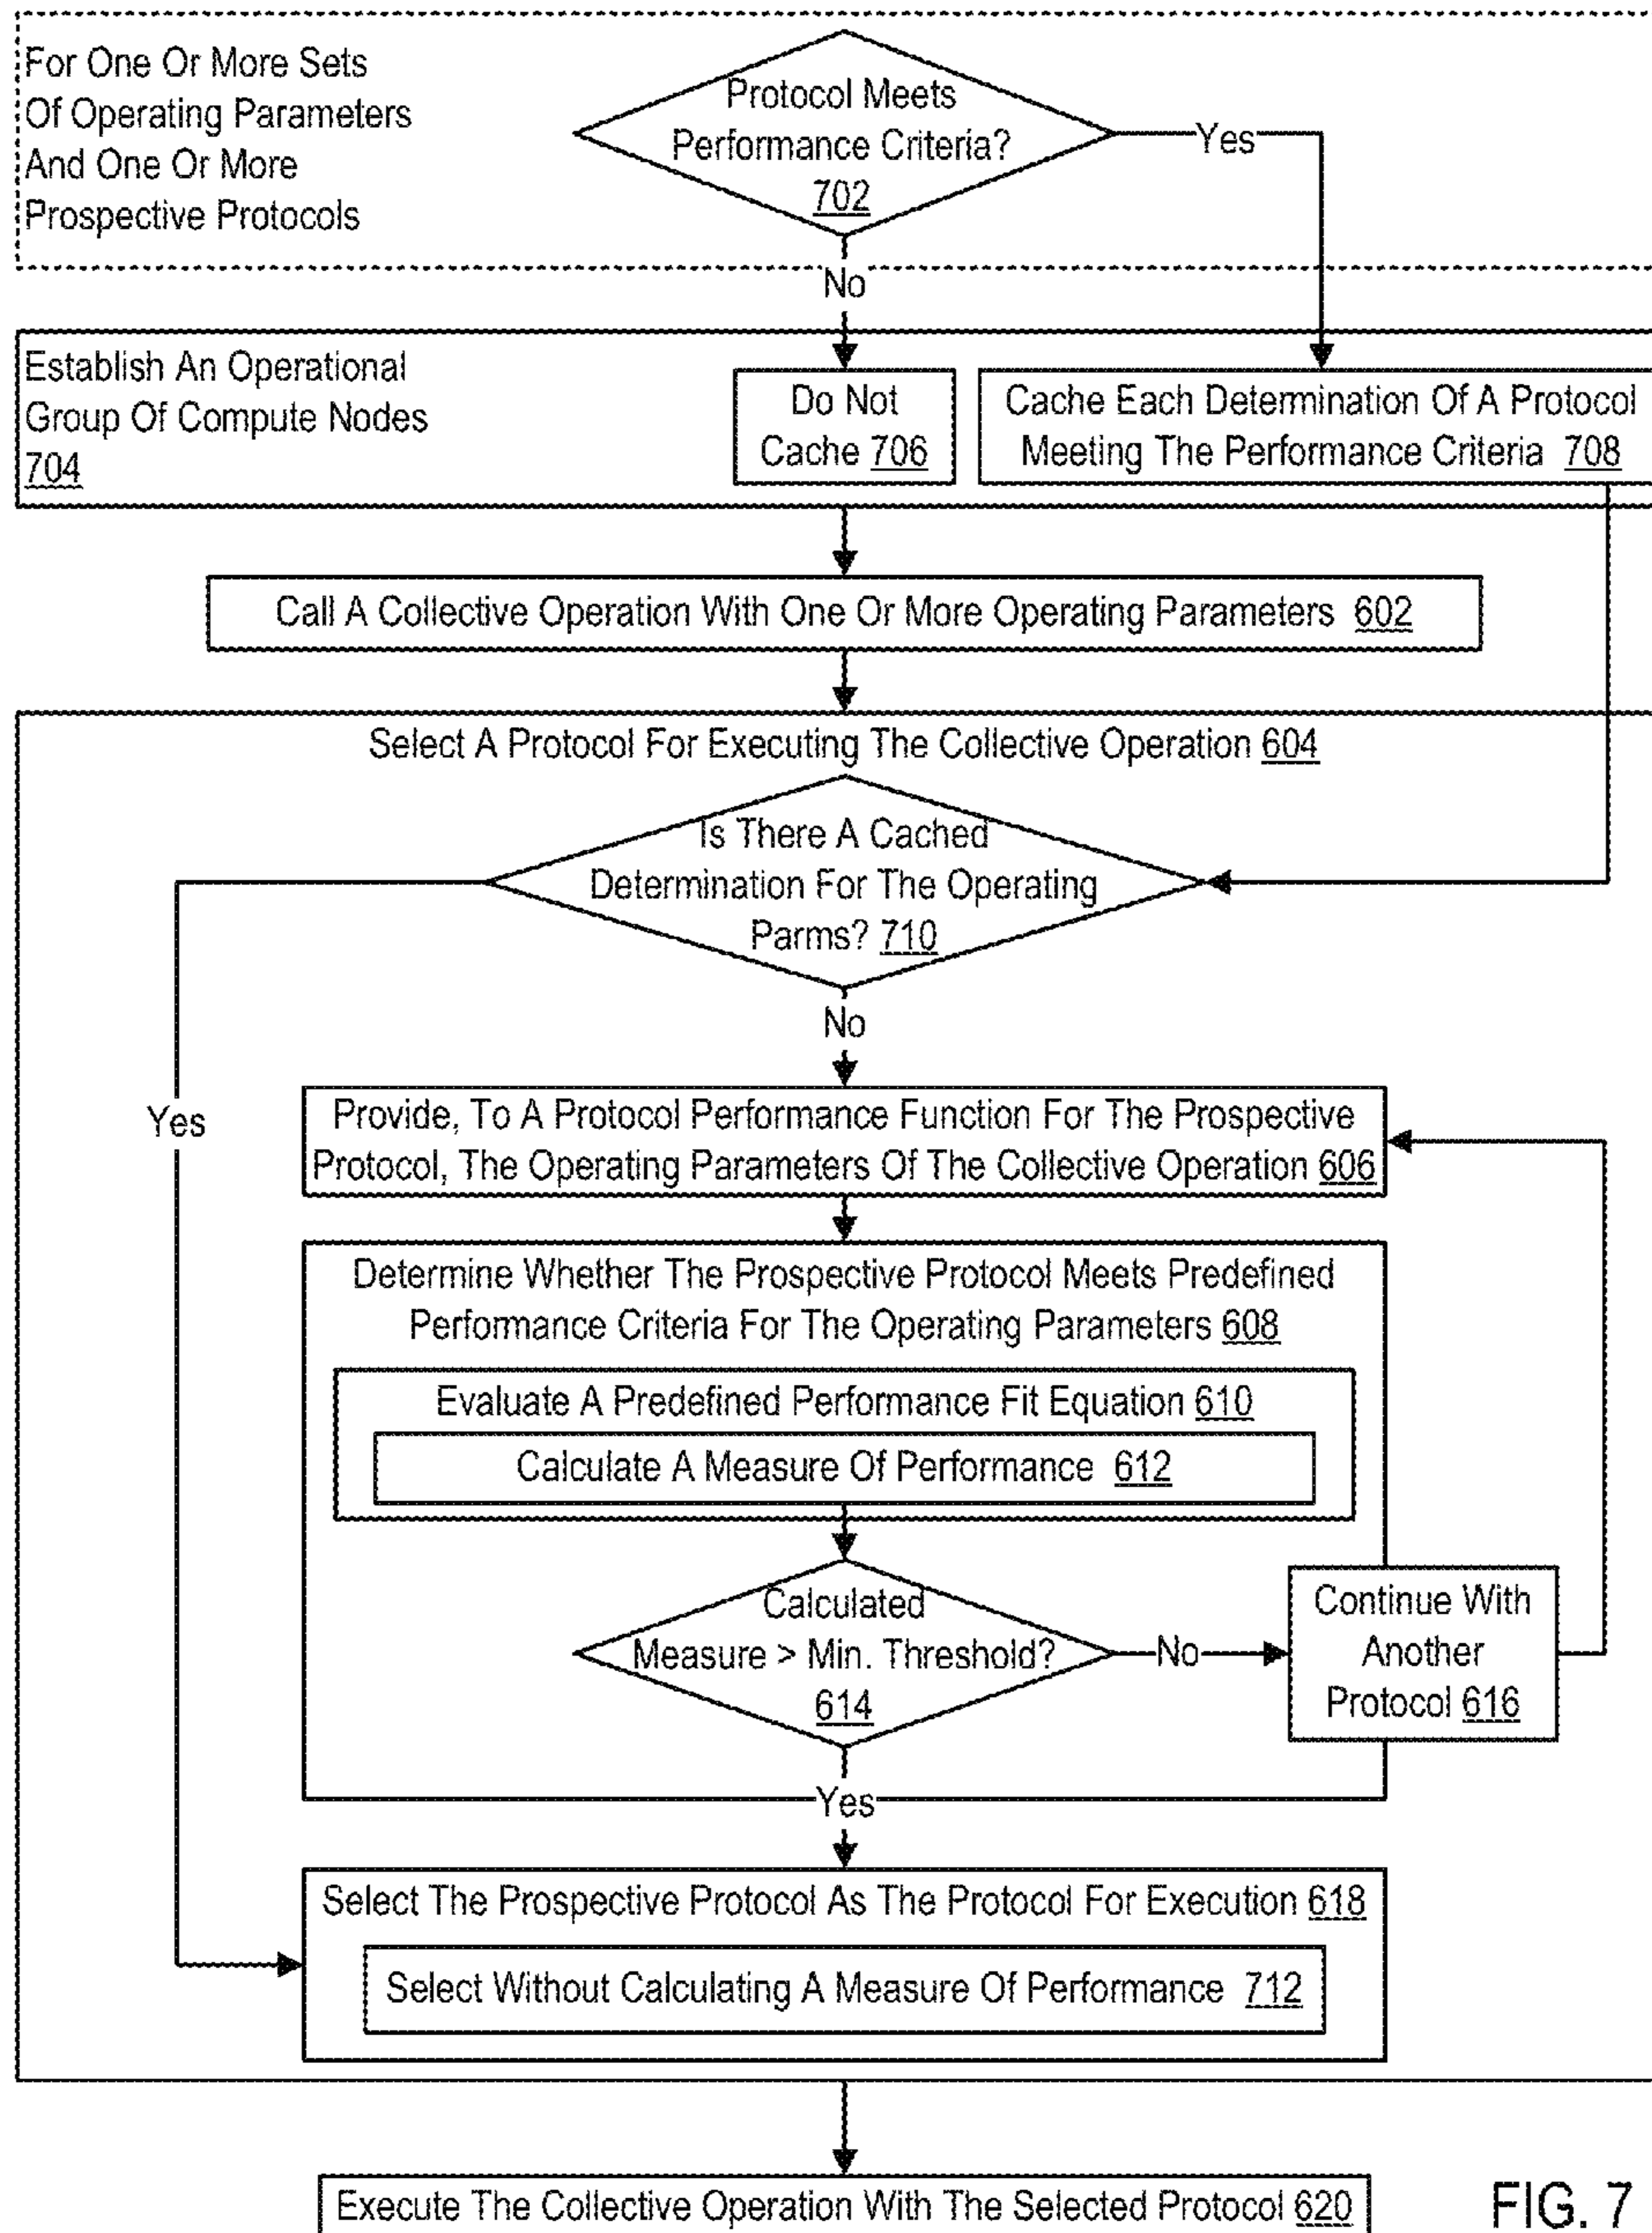 For One Or More Sets
Of Operating Parameters
And One Or More
Prospective Protocols
Protocol Meets
Performance Criteria?
702
Yes
No
Establish An Operational
Group Of Compute Nodes
704
Do Not
Cache 706
Cache Each Determination Of A Protocol
Meeting The Performance Criteria 708
Call A Collective Operation With One Or More Operating Parameters 602
Select A Protocol For Executing The Collective Operation 604
Is There A Cached
Determination For The Operating
Parms? 710
No
Yes
Provide, To A Protocol Performance Function For The Prospective
Protocol, The Operating Parameters Of The Collective Operation 606
Determine Whether The Prospective Protocol Meets Predefined
Performance Criteria For The Operating Parameters 608
Evaluate A Predefined Performance Fit Equation 610
Calculate A Measure Of Performance 612
Calculated
Measure > Min. Threshold?
614
No
Continue With
Another
Protocol 616
Yes
Select The Prospective Protocol As The Protocol For Execution 618
Select Without Calculating A Measure Of Performance 712
Execute The Collective Operation With The Selected Protocol 620
FIG. 7